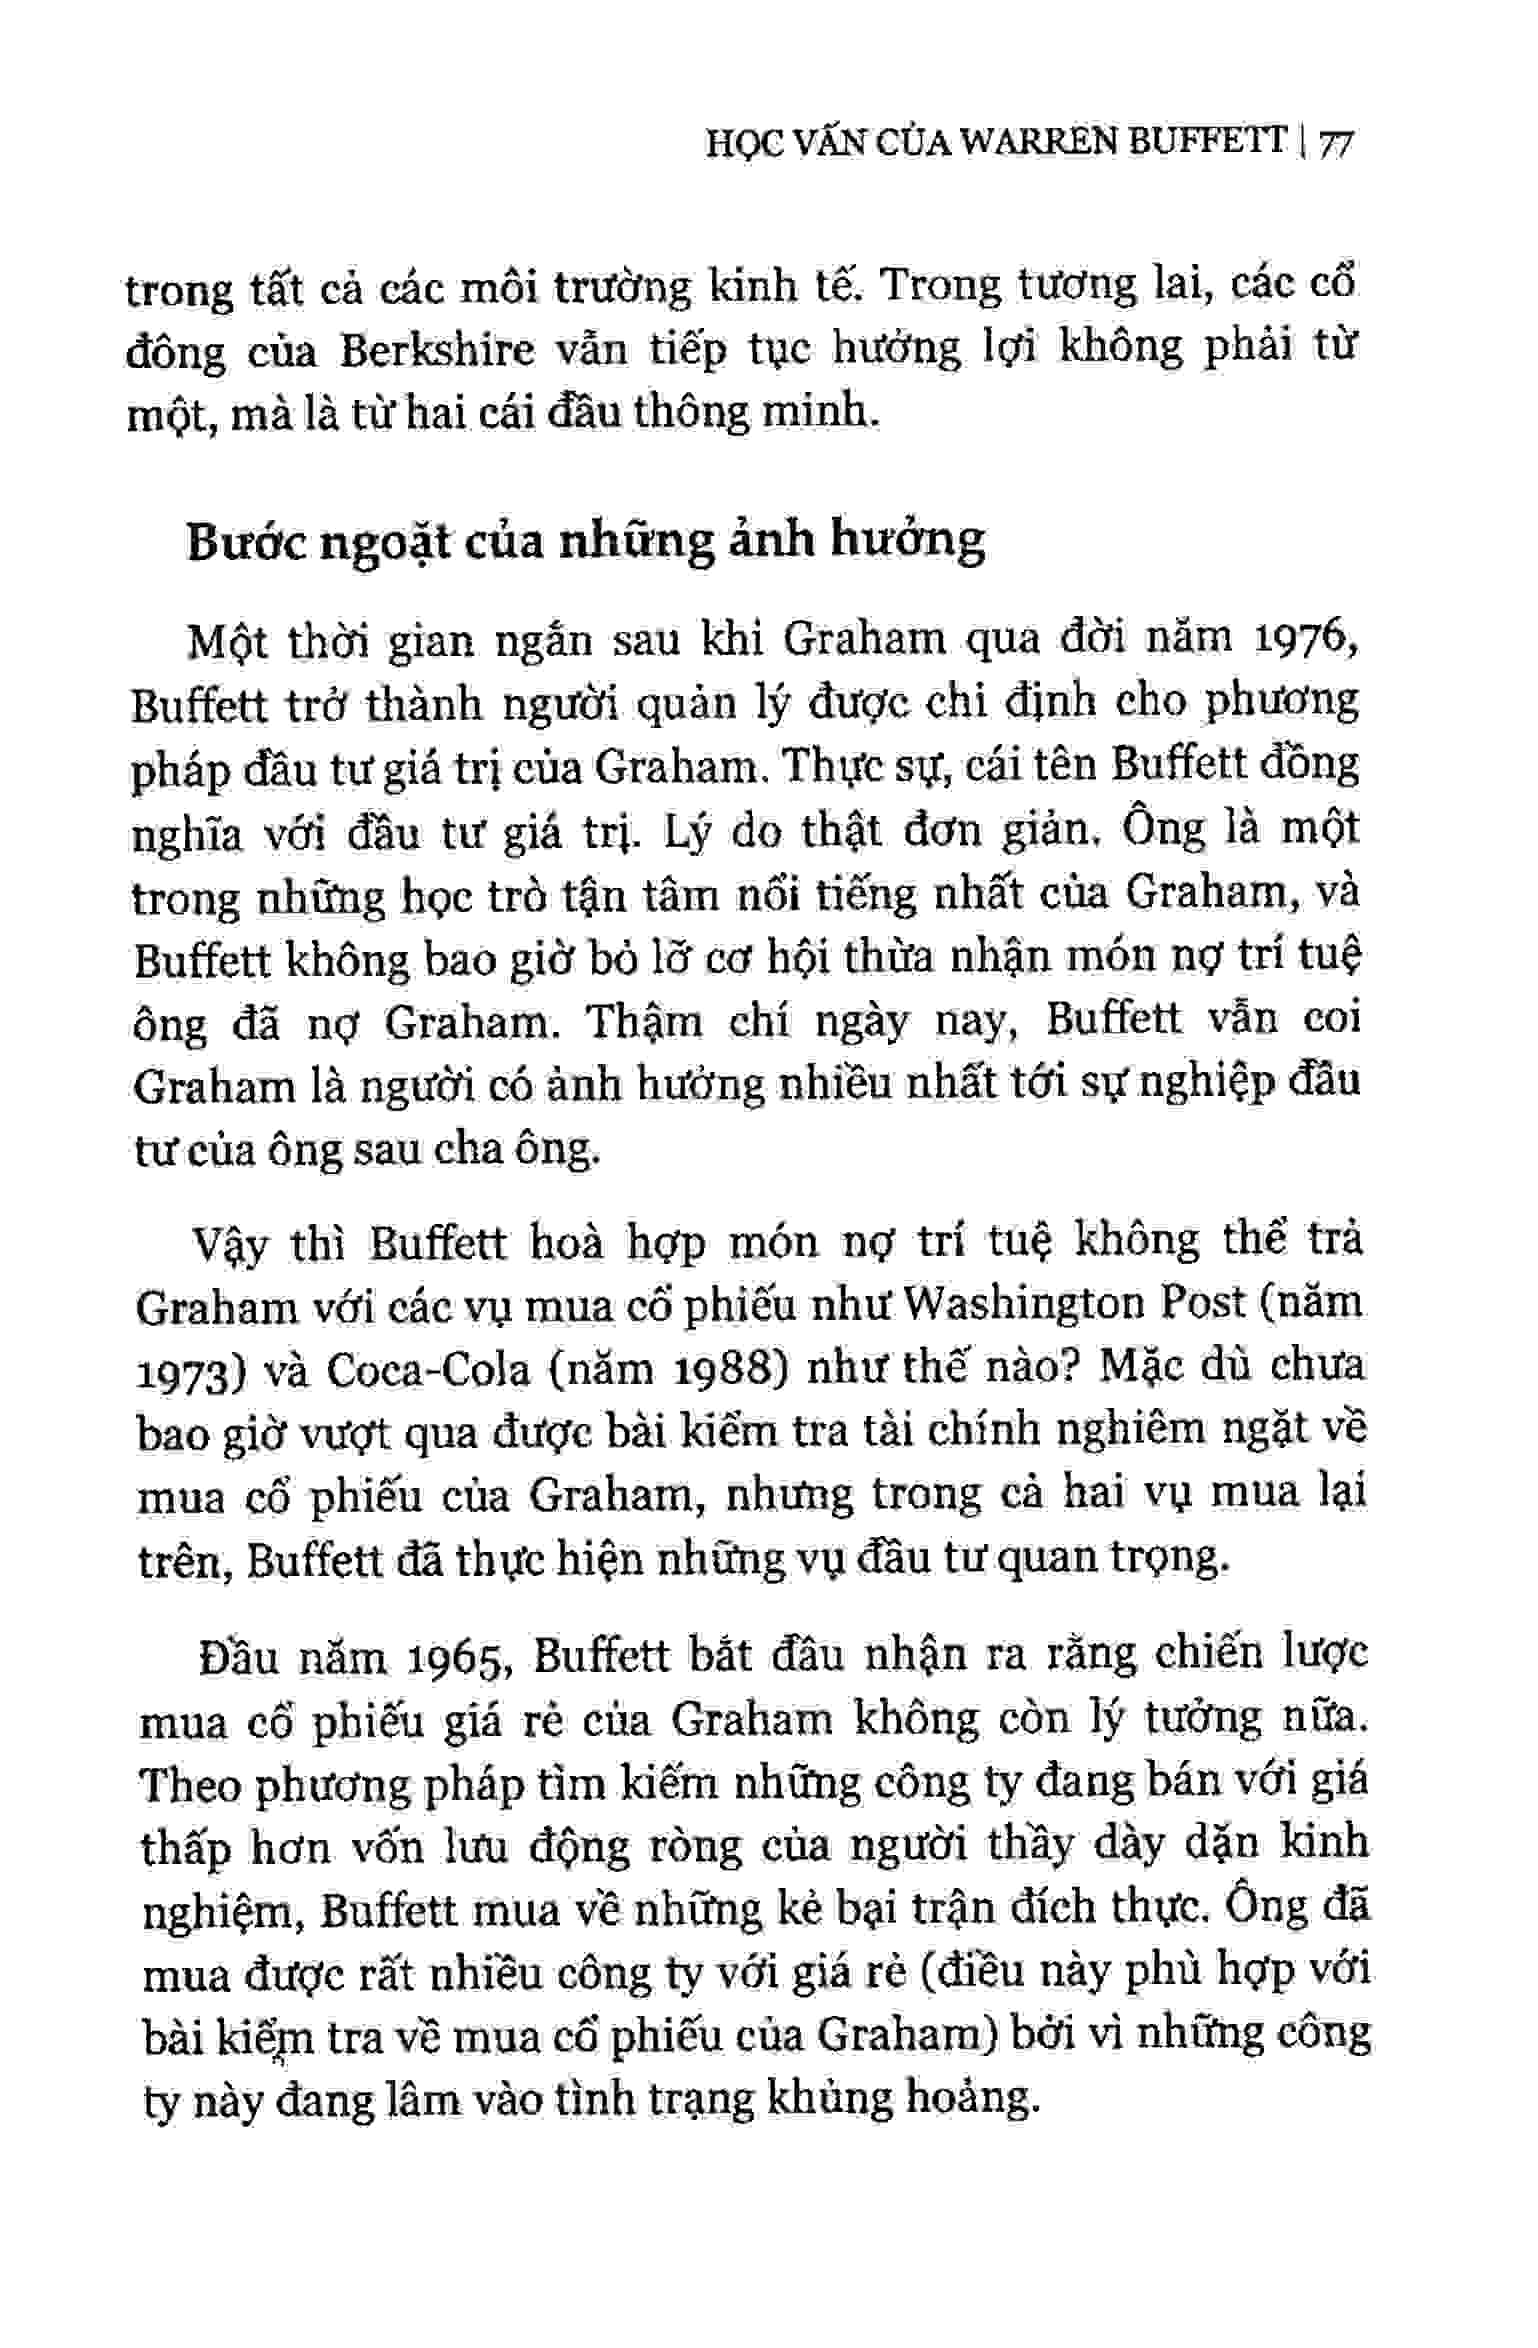 HỌC VẤN CỦA WARREN BUFFETT | 77
trong tất cả các môi trường kinh tế. Trong tương lai, các cổ
đông của Berkshire vẫn tiếp tục hưởng lợi không phải từ
một, mà là từ hai cái đầu thông minh.
Bước ngoặt của những ảnh hưởng
Một thời gian ngắn sau khi Graham qua đời năm 1976,
Buffett trở thành người quản lý được chỉ định cho phương
pháp đầu tư giá trị của Graham. Thực sự, cái tên Buffett đồng
nghĩa với đầu tư giá trị. Lý do thật đơn giản. Ông là một
trong những học trò tận tâm nổi tiếng nhất của Graham, và
Buffett không bao giờ bỏ lỡ cơ hội thừa nhận món nợ trí tuệ
ông đã nợ Graham. Thậm chí ngày nay, Buffett vẫn coi
Graham là người có ảnh hưởng nhiều nhất tới sự nghiệp đầu
tư của ông sau cha ông.
Vậy thì Buffett hoà hợp món nợ trí tuệ không thể trả
Graham với các vụ mua cổ phiếu như Washington Post (năm
1973) và Coca-Cola (năm 1988) như thế nào? Mặc dù chưa
bao giờ vượt qua được bài kiểm tra tài chính nghiêm ngặt về
mua cổ phiếu của Graham, nhưng trong cả hai vụ mua lại
trên, Buffett đã thực hiện những vụ đầu tư quan trọng.
Đầu năm 1965, Buffett bắt đầu nhận ra rằng chiến lược
mua cổ phiếu giá rẻ của Graham không còn lý tưởng nữa.
Theo phương pháp tìm kiếm những công ty đang bán với giá
thấp hơn vốn lưu động ròng của người thầy dày dặn kinh
nghiệm, Buffett mua về những kẻ bại trận đích thực. Ông đã
mua được rất nhiều công ty với giá rẻ (điều này phù hợp với
bài kiểm tra về mua cổ phiếu của Graham) bởi vì những công
ty này đang lâm vào tình trạng khủng hoảng.